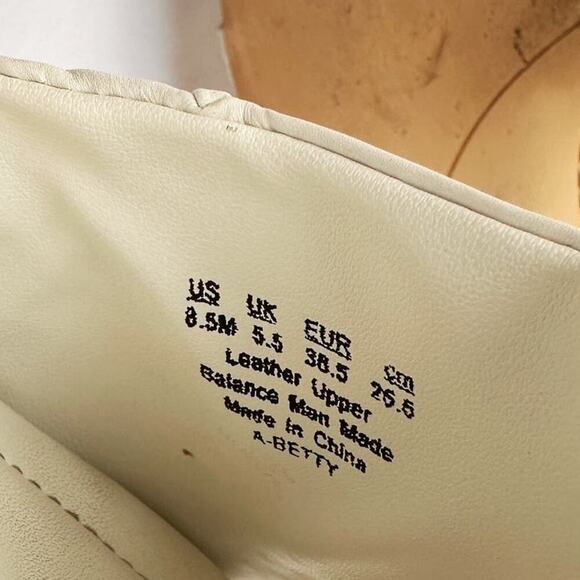 US UK EUR cm
8.5M 5.5 38.5 26.5
Leather Upper
Balance Man Made
Made in China
A-BETTY